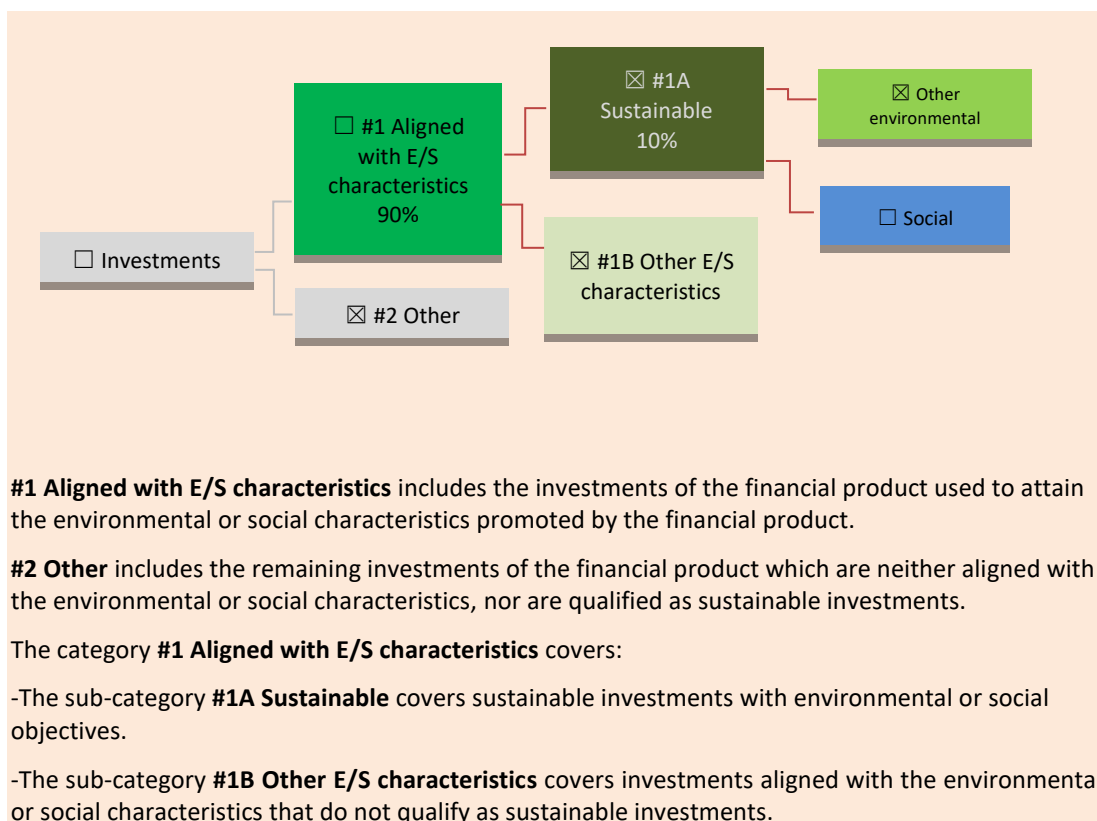 ☒ #1A
Sustainable
10%
☒ Other
environmental
☐ #1 Aligned
with E/S
characteristics
90%
☐ Social
☐ Investments
☒ #1B Other E/S
characteristics
☒ #2 Other
#1 Aligned with E/S characteristics includes the investments of the financial product used to attain
the environmental or social characteristics promoted by the financial product.
#2 Other includes the remaining investments of the financial product which are neither aligned with
the environmental or social characteristics, nor are qualified as sustainable investments.
The category #1 Aligned with E/S characteristics covers:
-The sub-category #1A Sustainable covers sustainable investments with environmental or social
objectives.
-The sub-category #1B Other E/S characteristics covers investments aligned with the environmenta
or social characteristics that do not qualify as sustainable investments.